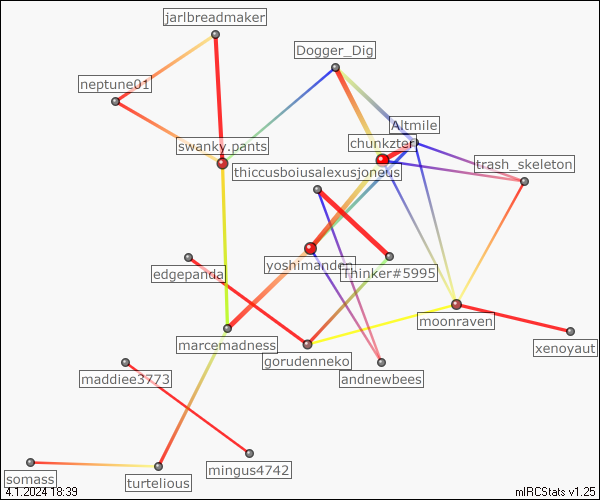 jarlbreadmaker
Dogger_Dig
neptune01
Altmile
chunkzter
swanky.pants
trash_skeleton
thiccusboiusalexusjoneus
yoshimanden
Thinker#5995
edgepanda
moonraven
marcemadness
xenoyaut
gorudenneko
maddiee3773
andnewbees
mingus4742
somass
turtelious
4.1.2024 18:39
mIRCStats v1.25